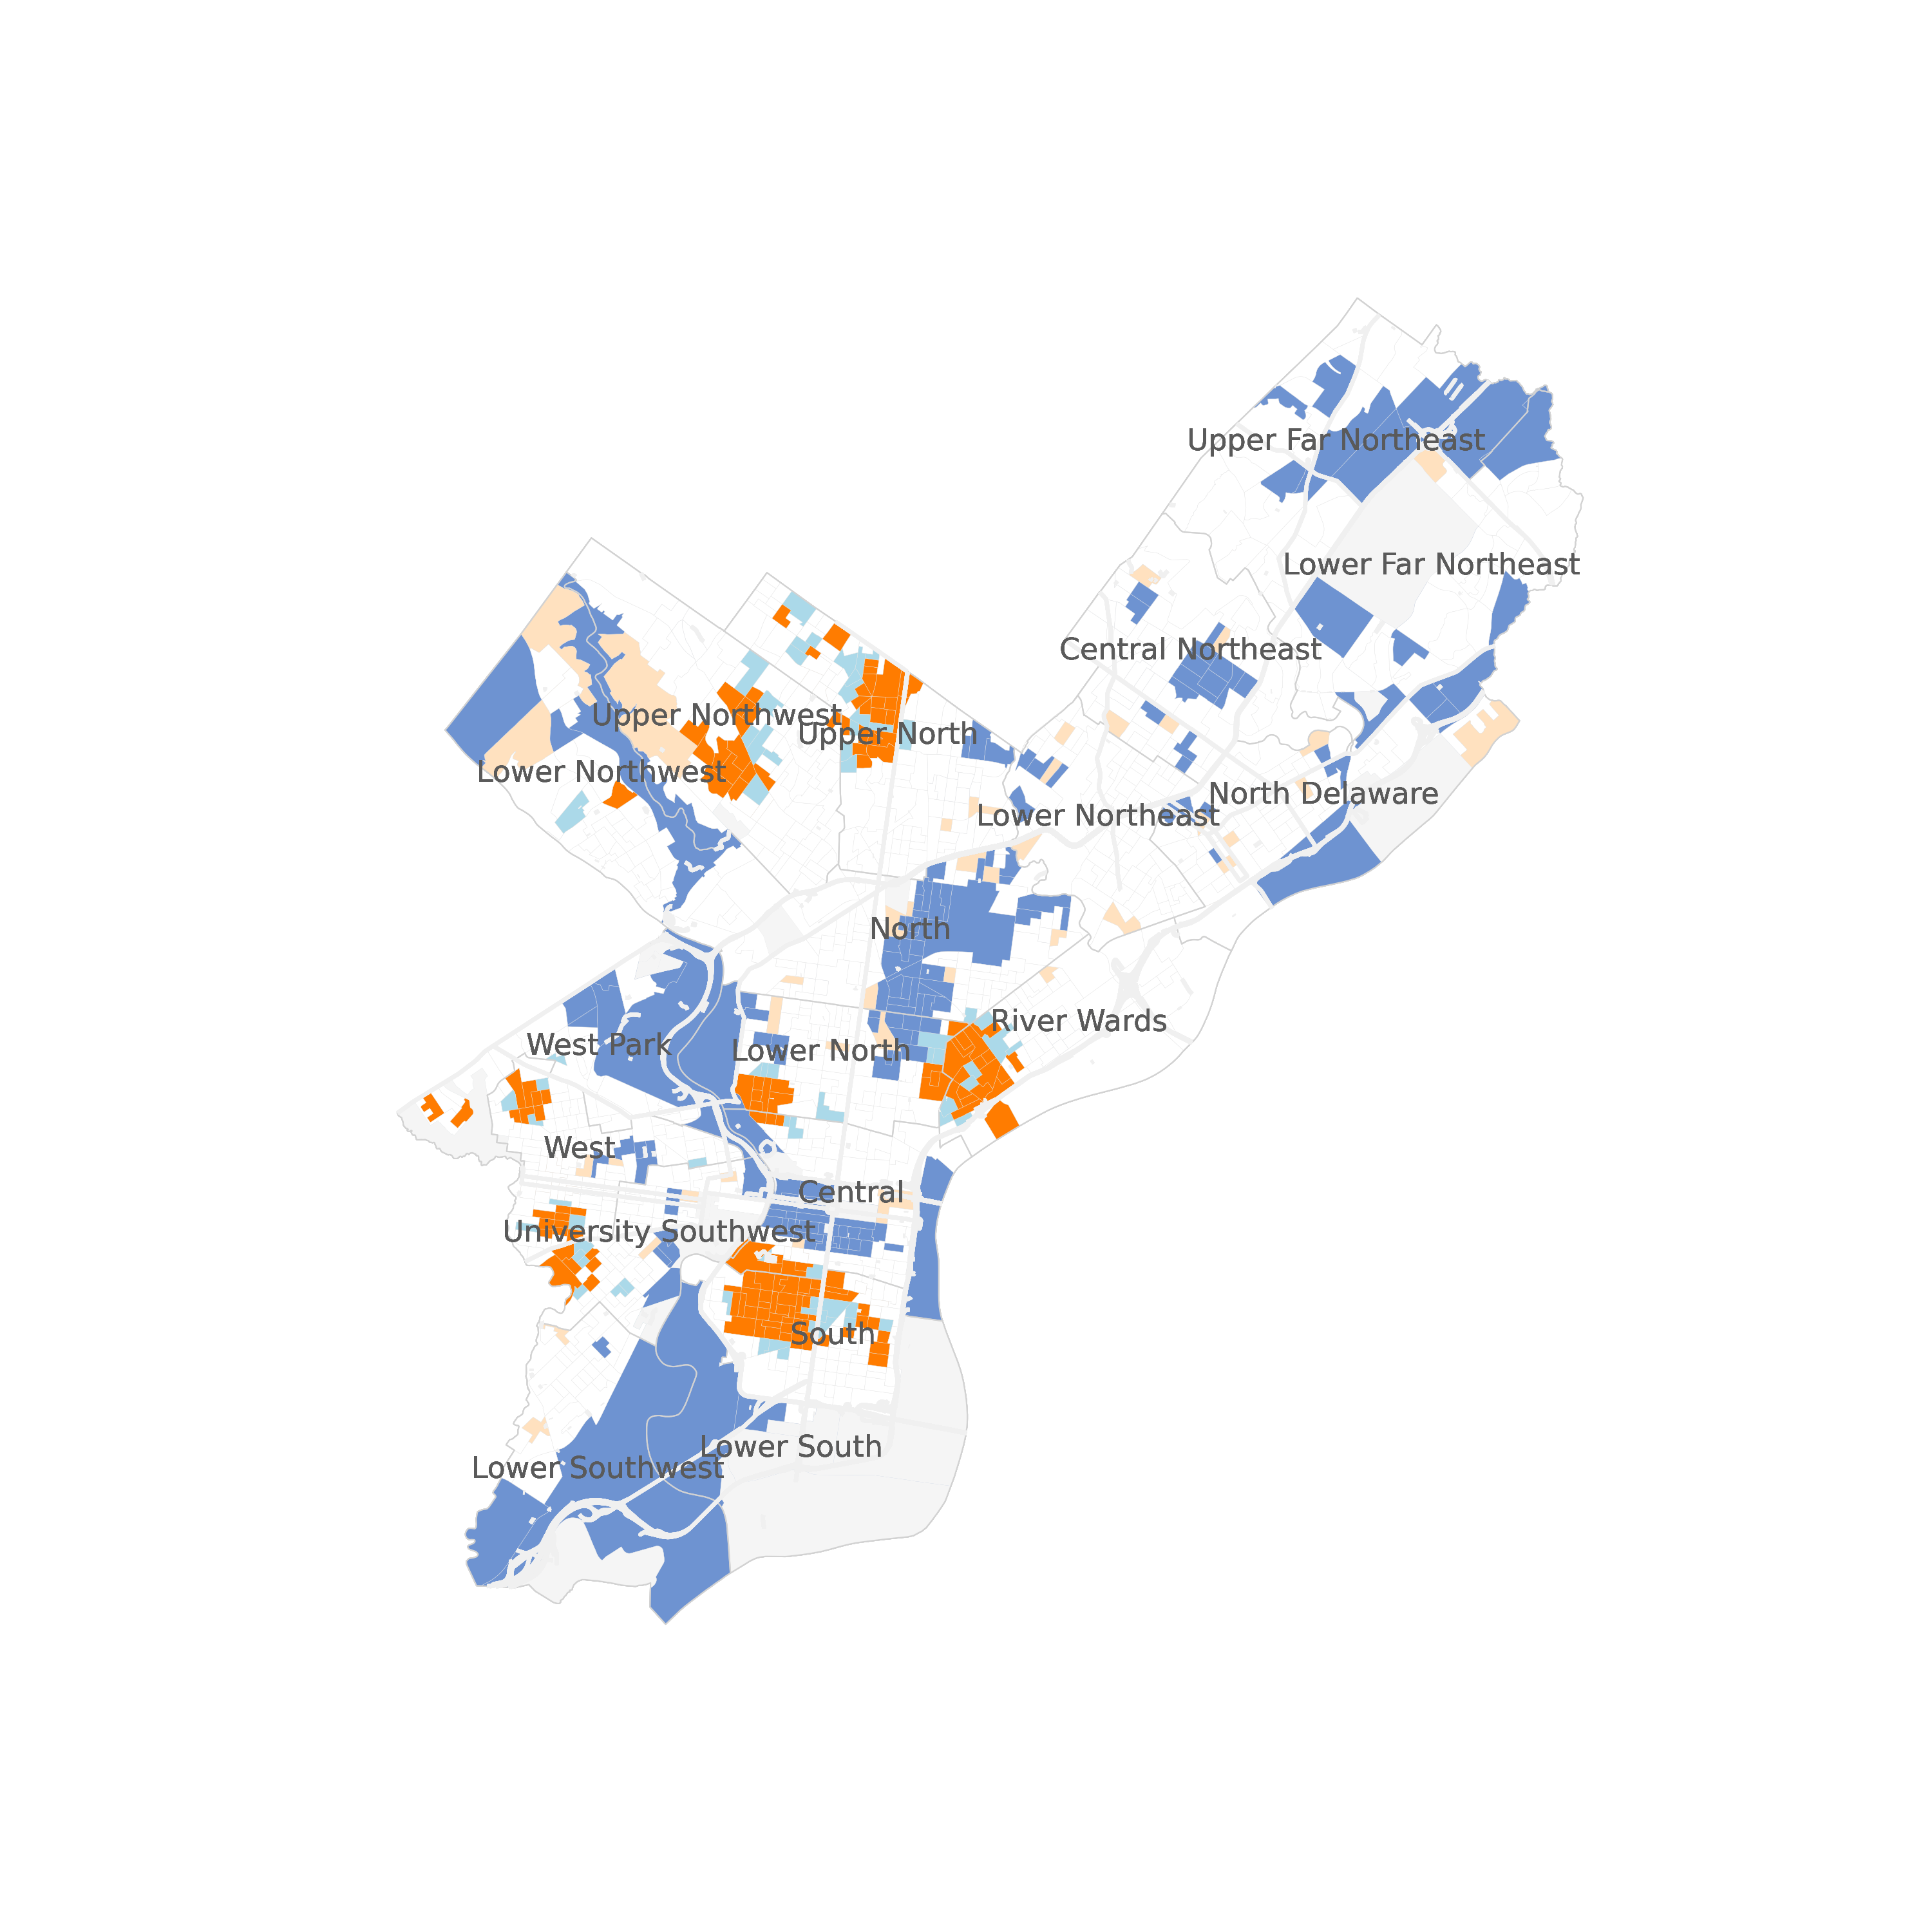 Upper Far Northeast
Lower Far Northeast
Central Northeast
Upper Northwest
Upper North
Lower Northwest
North Delaware
Lower Northeast
North
River Wards
West Park
Lower North
West
Central
University Southwest
South
Lower South
Lower Southwest